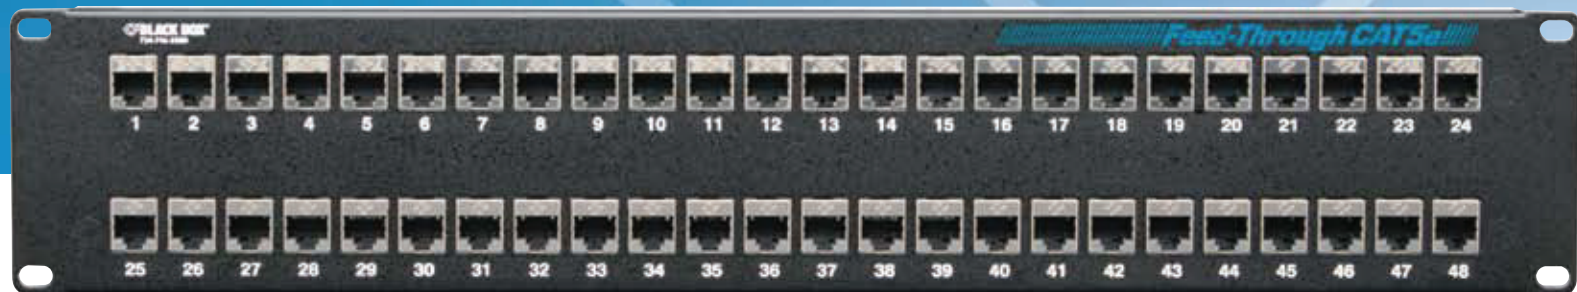 BLACK BOX
Feed-Through CAT5e
1 2 3 4 5 6 7 8 9 10 11 12 13 14 15 16 17 18 19 20 21 22 23 24
25 26 27 28 29 30 31 32 33 34 35 36 37 38 39 40 41 42 43 44 45 46 47 48